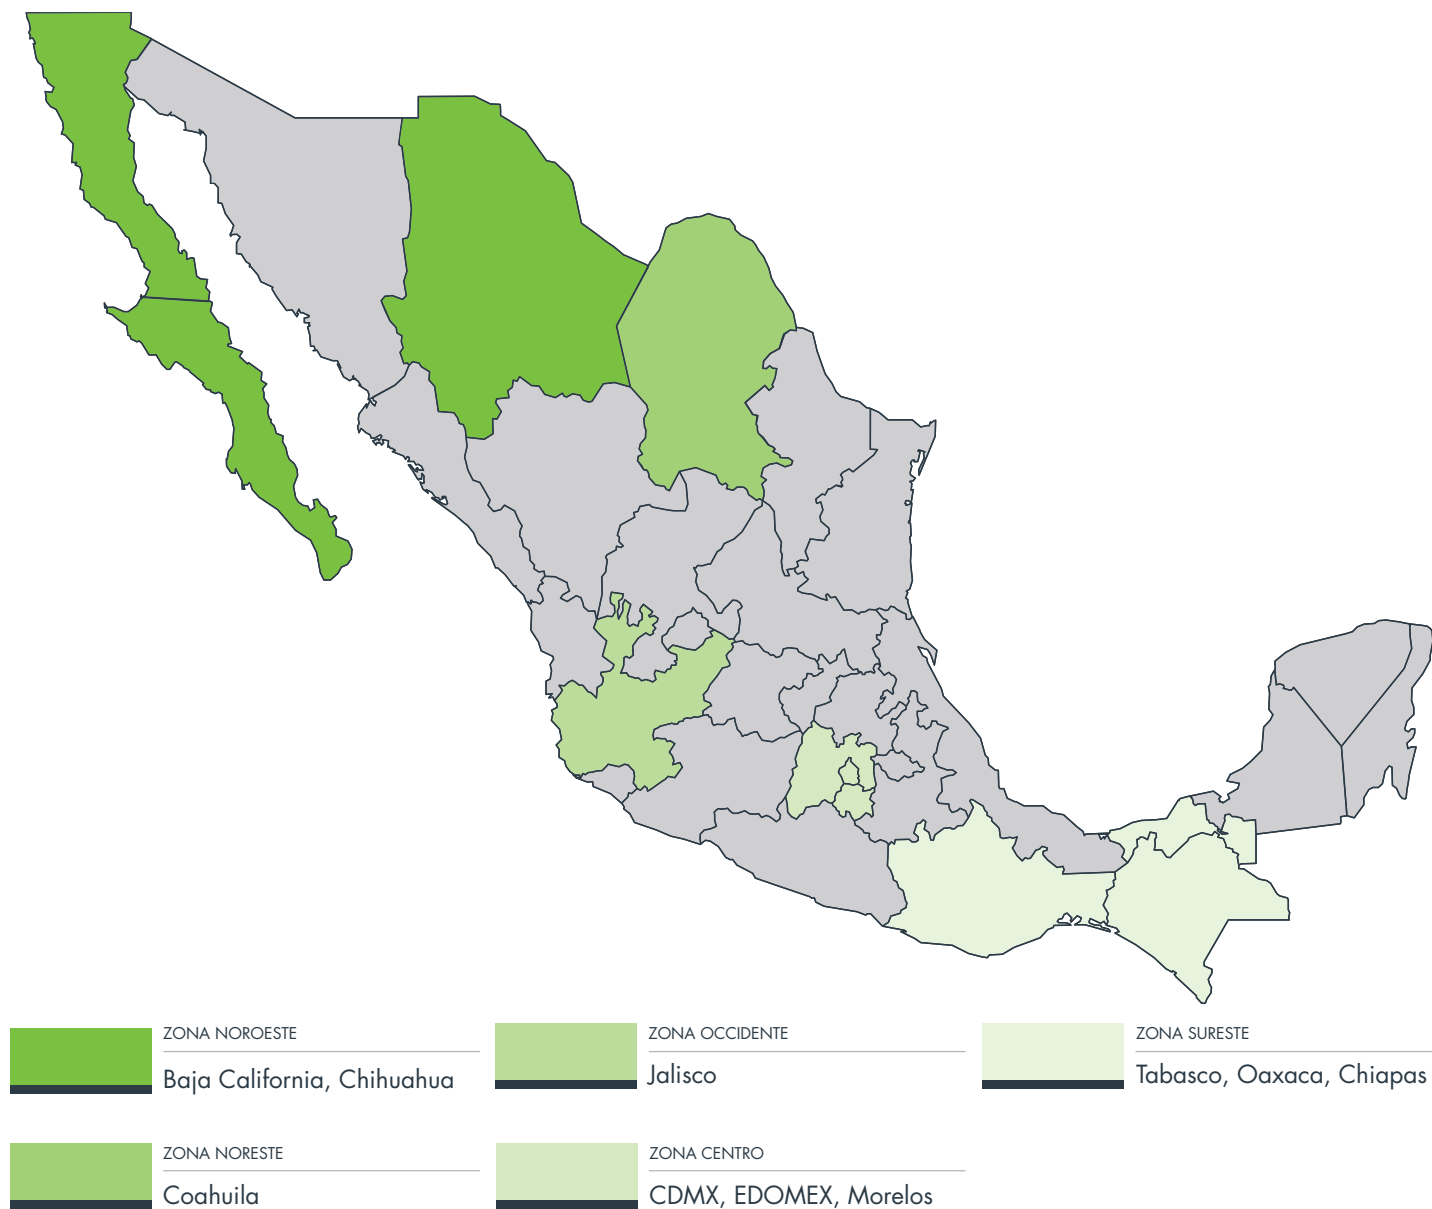 ZONA NOROESTE
Baja California, Chihuahua
ZONA OCCIDENTE
Jalisco
ZONA SURESTE
Tabasco, Oaxaca, Chiapas
ZONA NORESTE
Coahuila
ZONA CENTRO
CDMX, EDOMEX, Morelos